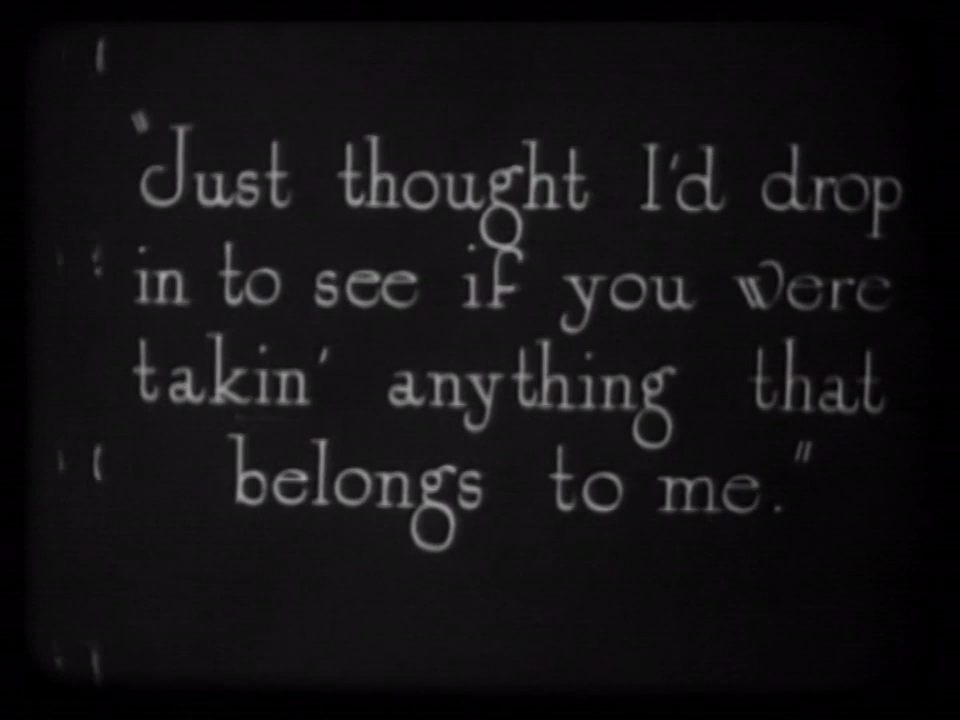 "Just thought I'd drop
in to see if you were
takin' anything that
belongs to me."